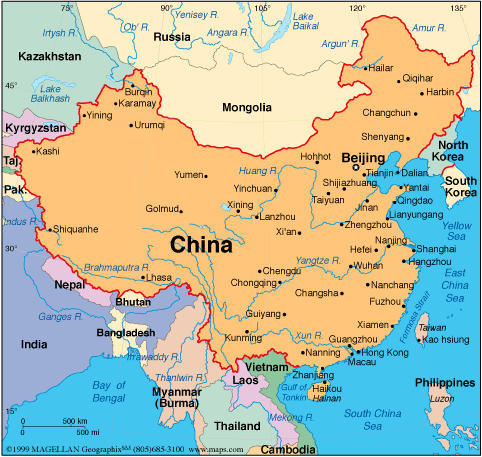 105°
120°
135°
Irtysh R.
Ob' R.
Yenisey R.
Angara R.
Lake
Baikal
Argun' R.
Amur R.
Russia
Kazakhstan
45°
Lake
Balkhash
Burqin
Karamay
Yining
Urumqi
Mongolia
Hailar
Qiqihar
Harbin
45°
Changchun
Shenyang
Kyrgyzstan
Taj.
Pak.
Kashi
Hohhot
Beijing
North
Korea
South
Korea
Yumen
Huang R.
Yinchuan
Shijiazhuang
Tianjin
Dalian
Yantai
Taiyuan
Jinan
Qingdao
Golmud
Xining
Lanzhou
Lianyungang
Indus R.
Shiquanhe
Xi'an
Zhengzhou
Yellow
Sea
30°
China
Nanjing
Hefei
Shanghai
Hangzhou
Brahmaputra R.
Lhasa
Chengdu
Yangtze R.
Wuhan
East
China
Sea
Chongqing
Changsha
Nanchang
Nepal
Bhutan
Guiyang
Fuzhou
Formosa Strait
Ganges R.
Bangladesh
Kunming
Xun R.
Xiamen
Taiwan
Kao hsiung
India
Irrawaddy R.
Guangzhou
Nanning
Hong Kong
Macau
Thanlwin R.
Vietnam
Laos
Zhanjiang
Gulf of
Tonkin
Haikou
Hainan
Philippines
Luzon
Bay of
Bengal
Myanmar
(Burma)
15°
Mekong R.
South China
Sea
Thailand
Cambodia
0 500 km
0 500 mi
©1999 MAGELLAN Geographix℠ (805)685-3100 www.maps.com